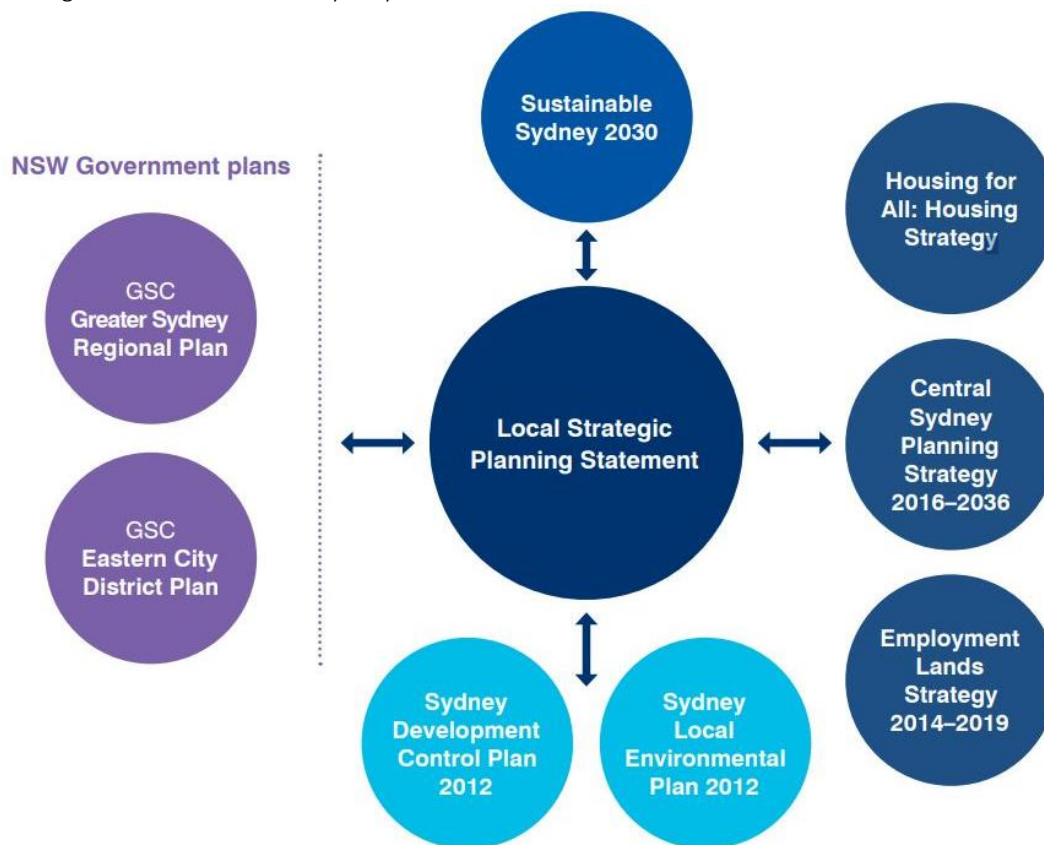 Sustainable
Sydney 2030
NSW Government plans
GSC
Greater Sydney
Regional Plan
GSC
Eastern City
District Plan
Local Strategic
Planning Statement
Housing for
All: Housing
Strategy
Central
Sydney
Planning
Strategy
2016–2036
Employment
Lands
Strategy
2014–2019
Sydney
Development
Control Plan
2012
Sydney
Local
Environmental
Plan 2012